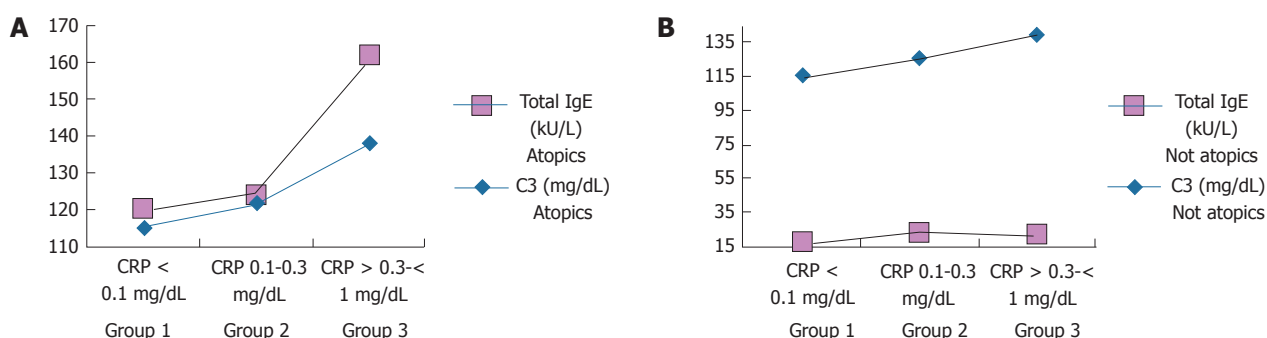 A
170
160
150
140
130
120
110
CRP <
0.1 mg/dL
Group 1
CRP 0.1-0.3
mg/dL
Group 2
CRP > 0.3-<
1 mg/dL
Group 3
Total IgE
(kU/L)
Atopics
C3 (mg/dL)
Atopics
B
135
115
95
75
55
35
15
CRP <
0.1 mg/dL
Group 1
CRP 0.1-0.3
mg/dL
Group 2
CRP > 0.3-<
1 mg/dL
Group 3
Total IgE
(kU/L)
Not atopics
C3 (mg/dL)
Not atopics